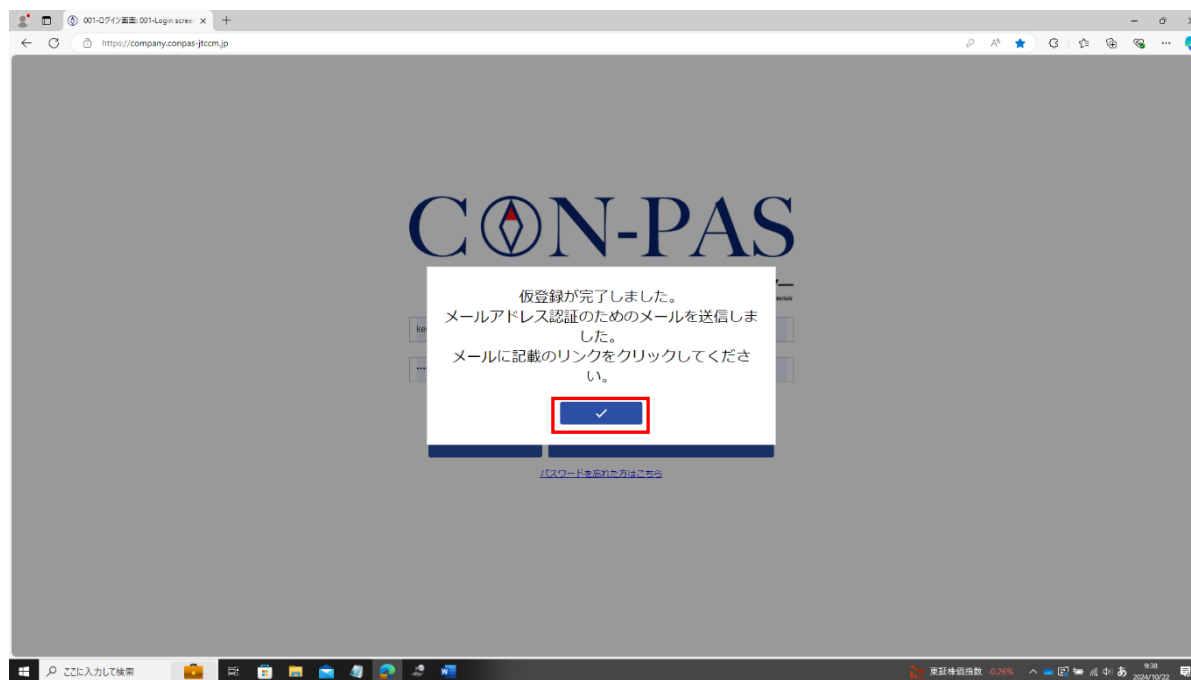 001-ログイン画面: 001-Login scree
https://company.conpas-jtccm.jp
CON-PAS
仮登録が完了しました。
メールアドレス認証のためのメールを送信しま
した。
メールに記載のリンクをクリックしてくださ
い。
パスワードを忘れた方はこちら
ここに入力して検索
東証株価指数 -0.26%
あ
9:38
2024/10/22